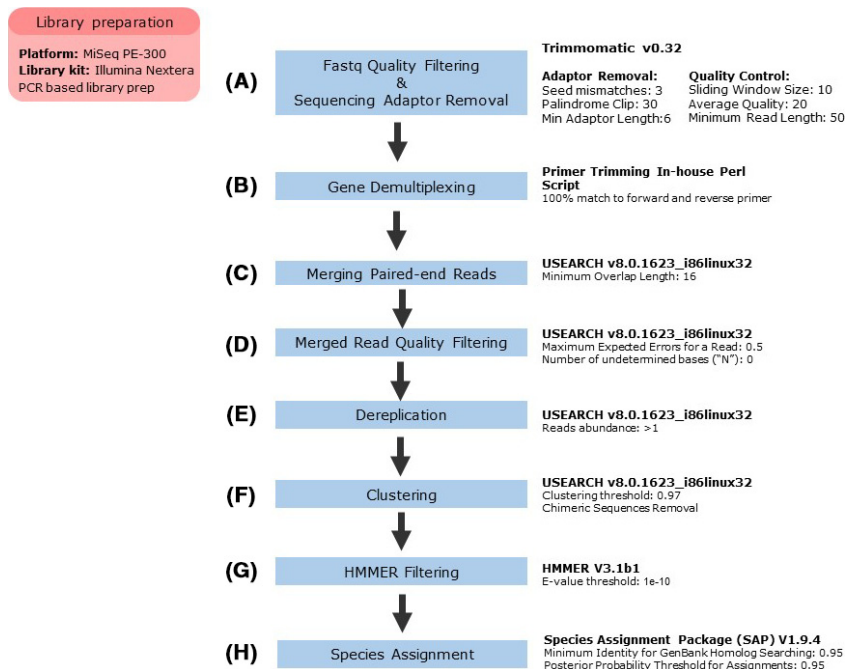 Library preparation
Platform: MiSeq PE-300
Library kit: Illumina Nextera
PCR based library prep
(A)
Fastq Quality Filtering
&
Sequencing Adaptor Removal
Trimmomatic v0.32
Adaptor Removal:
Seed mismatches: 3
Palindrome Clip: 30
Min Adaptor Length:6
Quality Control:
Sliding Window Size: 10
Average Quality: 20
Minimum Read Length: 50
(B)
Gene Demultiplexing
Primer Trimming In-house Perl
Script
100% match to forward and reverse primer
(C)
Merging Paired-end Reads
USEARCH v8.0.1623_i86linux32
Minimum Overlap Length: 16
(D)
Merged Read Quality Filtering
USEARCH v8.0.1623_i86linux32
Maximum Expected Errors for a Read: 0.5
Number of undetermined bases ("N"): 0
(E)
Dereplication
USEARCH v8.0.1623_i86linux32
Reads abundance: >1
(F)
Clustering
USEARCH v8.0.1623_i86linux32
Clustering threshold: 0.97
Chimeric Sequences Removal
(G)
HMMER Filtering
HMMER V3.1b1
E-value threshold: 1e-10
(H)
Species Assignment
Species Assignment Package (SAP) V1.9.4
Minimum Identity for GenBank Homolog Searching: 0.95
Posterior Probability Threshold for Assignments: 0.95